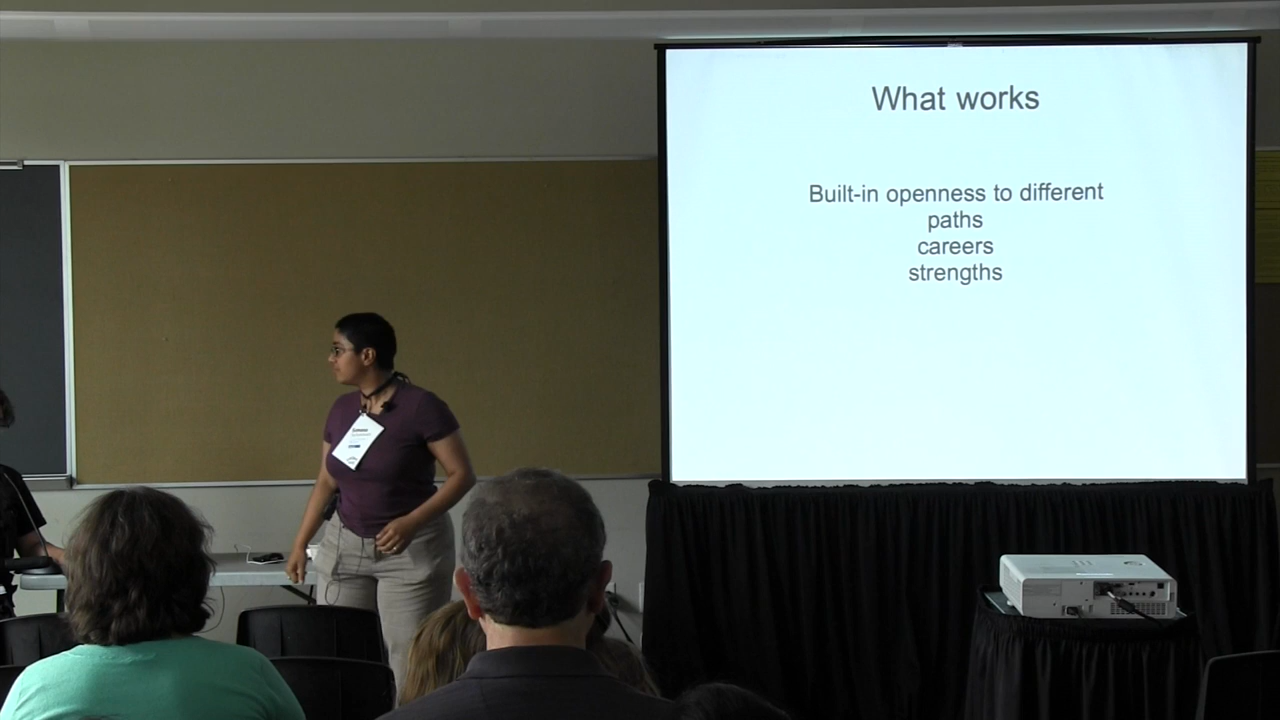 What works
Built-in openness to different
paths
careers
strengths